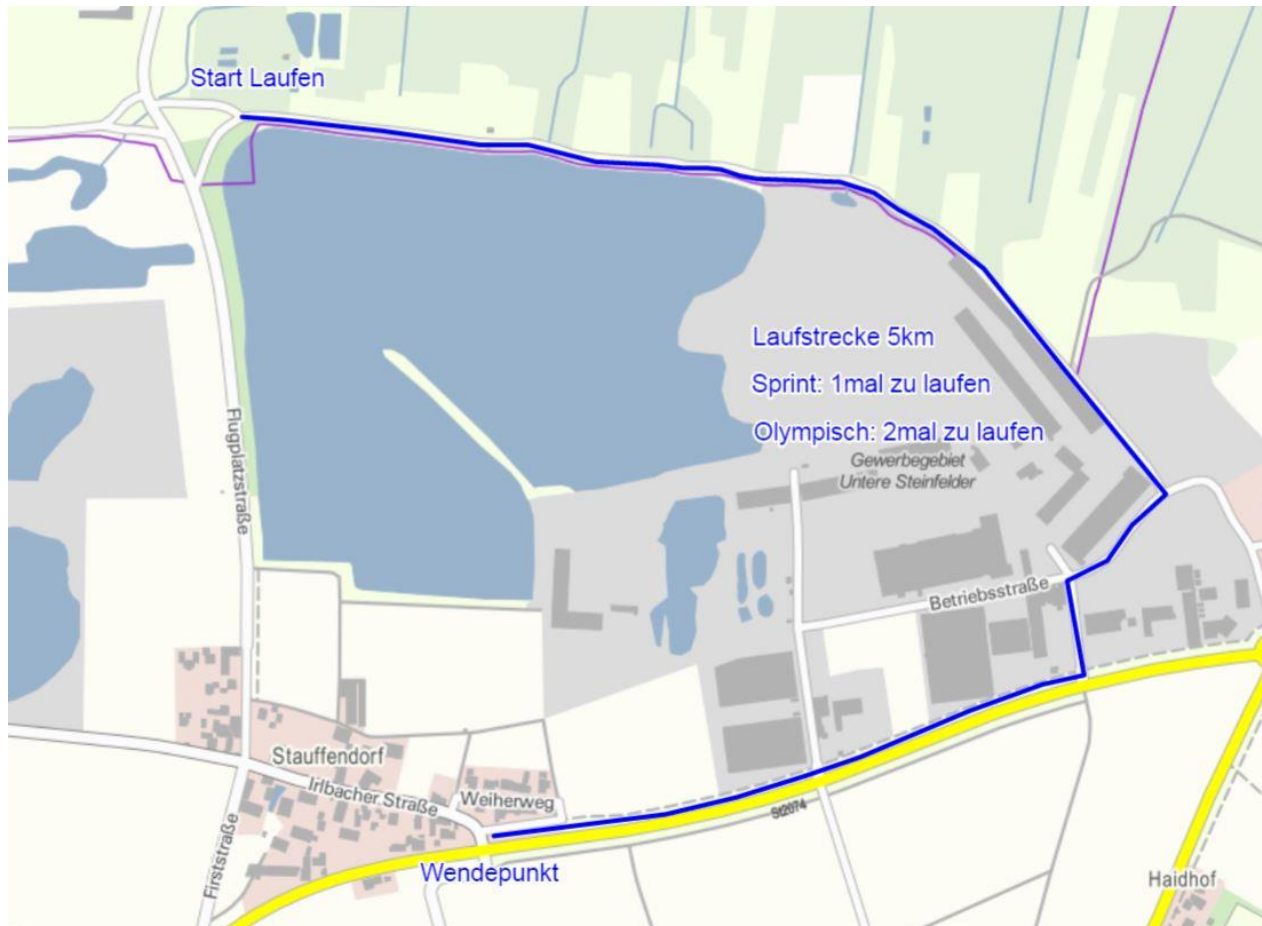 Start Laufen
Laufstrecke 5km
Sprint: 1mal zu laufen
Olympisch: 2mal zu laufen
Gewerbegebiet
Untere Steinfelder
Flugplatzstraße
Betriebsstraße
Stauffendorf
Irlbacher Straße
Weiherweg
St2074
Firststraße
Wendepunkt
Haidhof